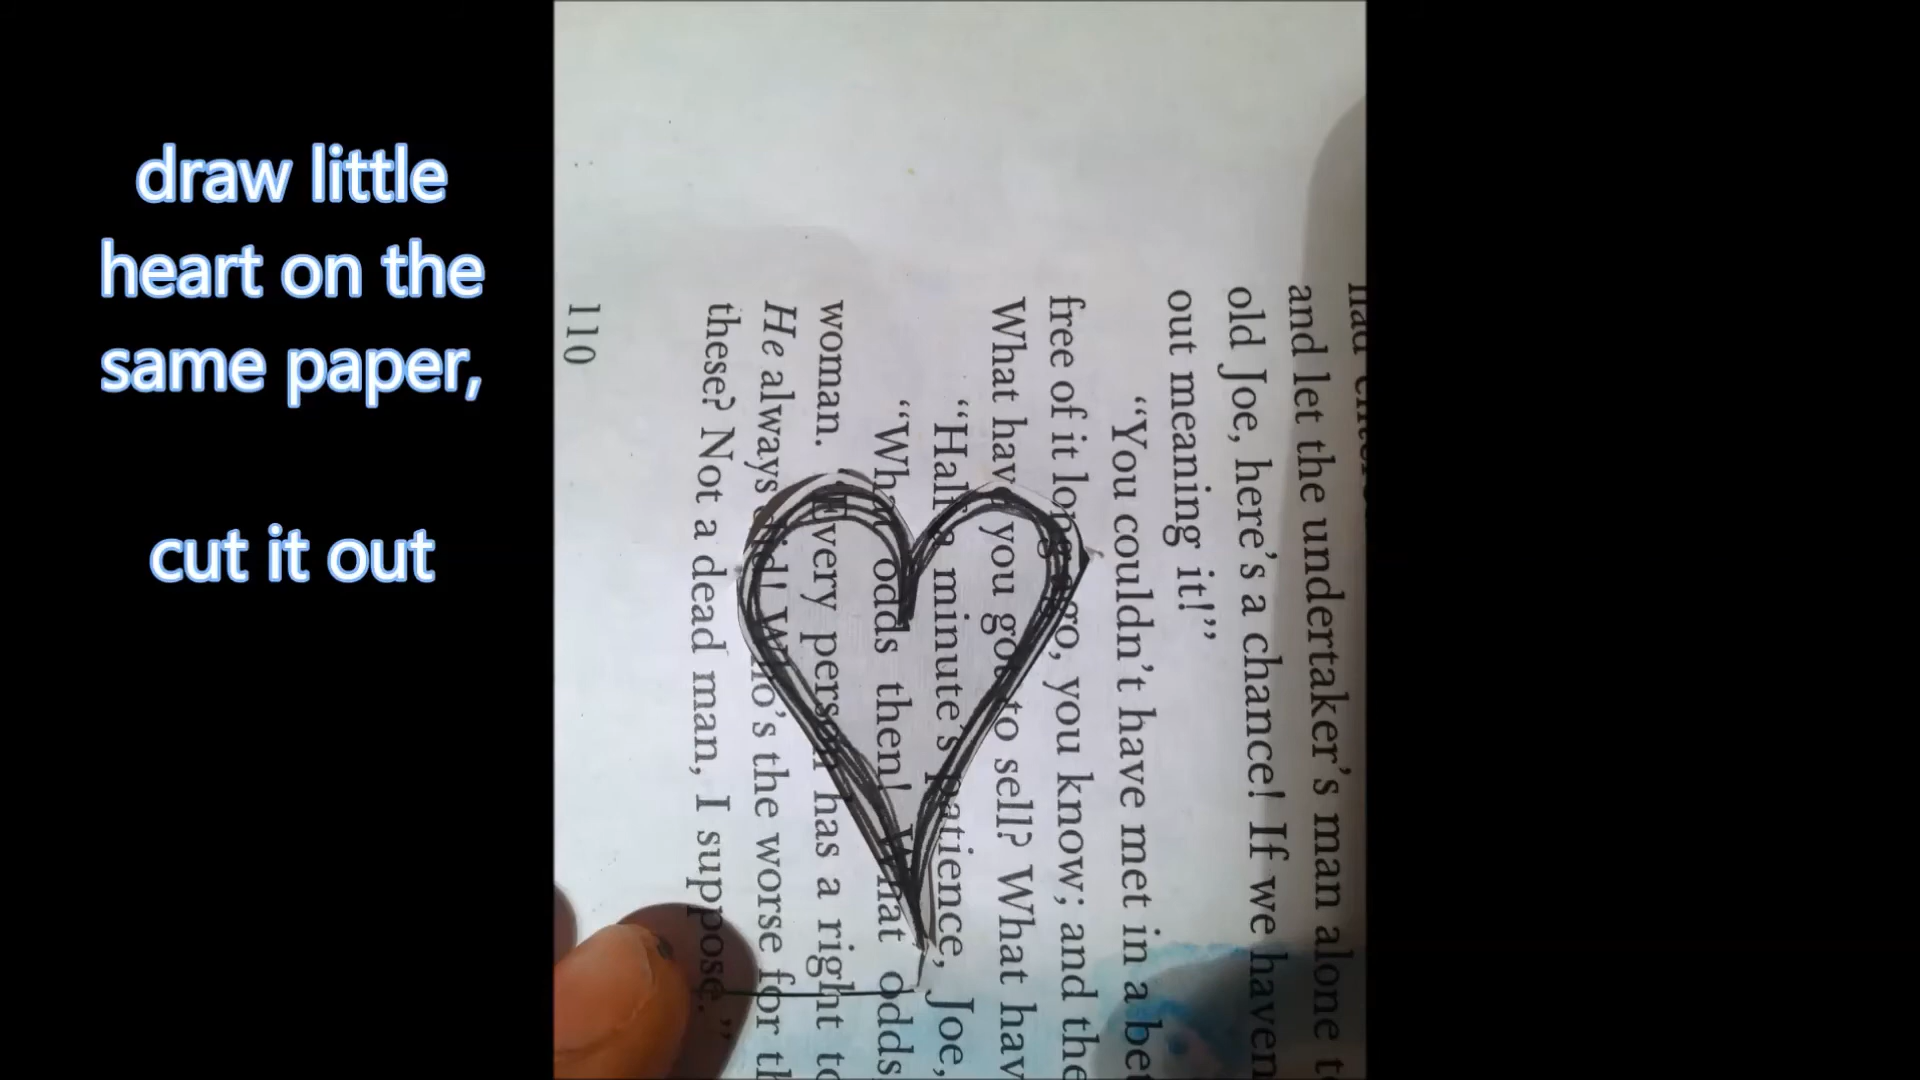 draw little
heart on the
same paper,
cut it out
and let the undertaker's man alone t
old Joe, here's a chance! If we haven
out meaning it!”
“You couldn't have met in a bet
free of it long ago, you know; and the
What have you got to sell? What hav
“Half a minute's patience, Joe,
“What odds then! What odds
woman. “Every person has a right to
He always did! Who's the worse for th
these? Not a dead man, I suppose.”
110